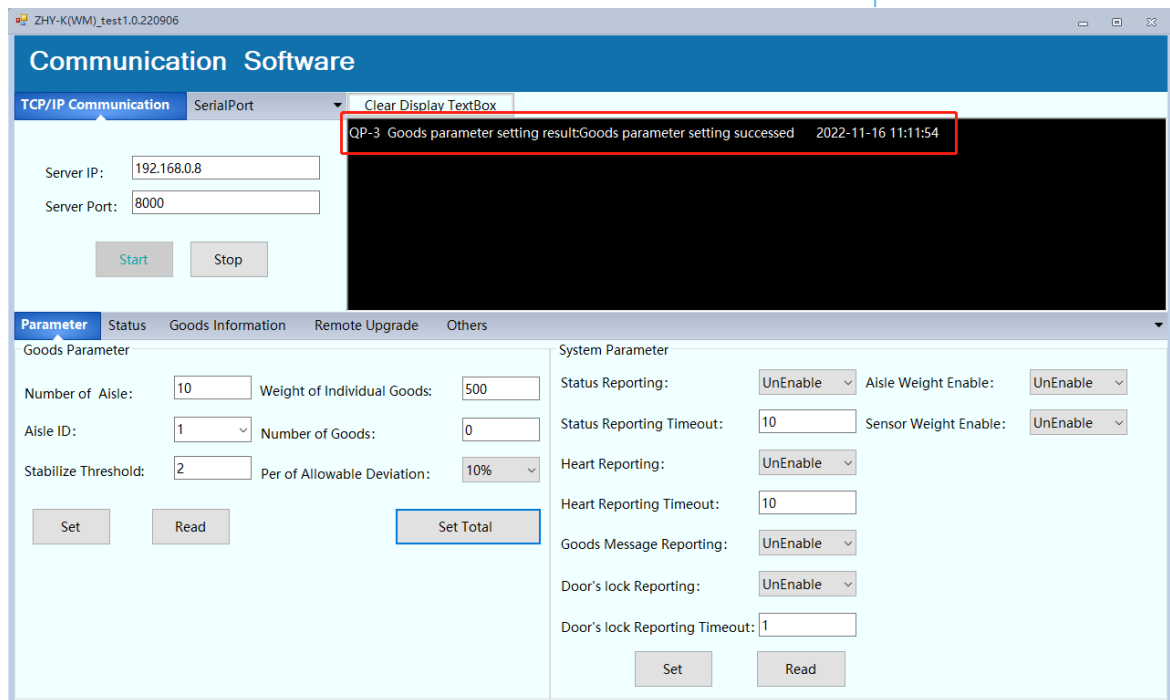 ZHY-K(WM)_test1.0.220906
Communication Software
TCP/IP Communication SerialPort Clear Display TextBox
QP-3 Goods parameter setting result:Goods parameter setting successed 2022-11-16 11:11:54
Server IP: 192.168.0.8
Server Port: 8000
Start Stop
Parameter Status Goods Information Remote Upgrade Others
Goods Parameter
Number of Aisle: 10 Weight of Individual Goods: 500
Aisle ID: 1 Number of Goods: 0
Stabilize Threshold: 2 Per of Allowable Deviation: 10%
Set Read Set Total
System Parameter
Status Reporting: UnEnable Aisle Weight Enable: UnEnable
Status Reporting Timeout: 10 Sensor Weight Enable: UnEnable
Heart Reporting: UnEnable
Heart Reporting Timeout: 10
Goods Message Reporting: UnEnable
Door's lock Reporting: UnEnable
Door's lock Reporting Timeout: 1
Set Read